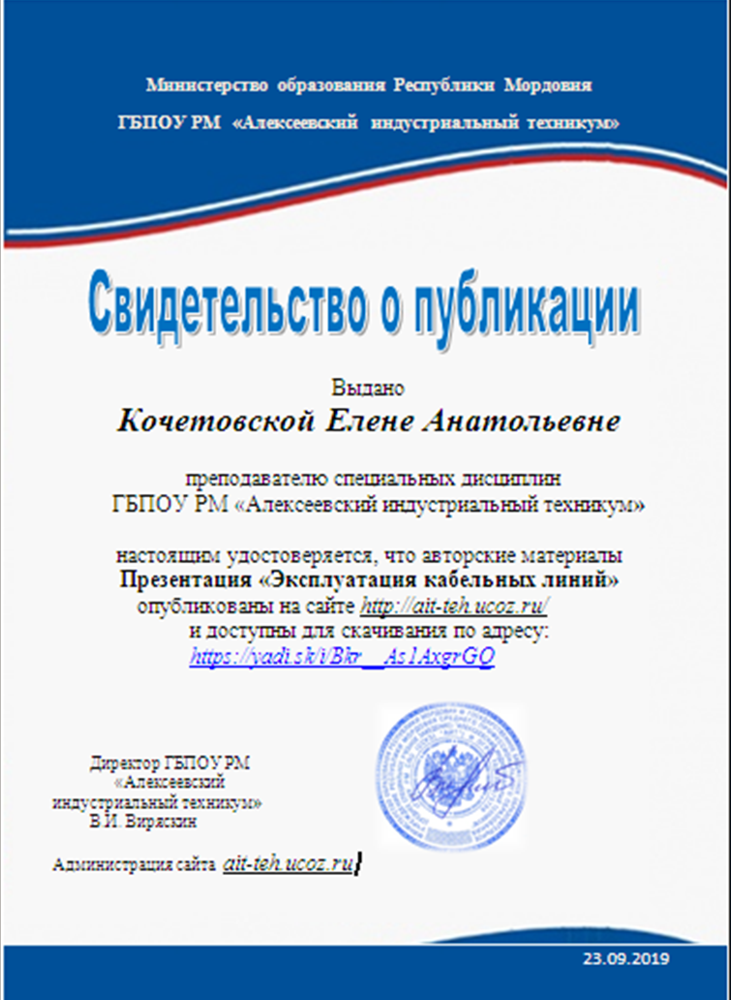 Министерство образования Республики Мордовия
ГБПОУ РМ «Алексеевский индустриальный техникум»
Свидетельство о публикации
Выдано
Кочетовской Елене Анатольевне
преподавателю специальных дисциплин
ГБПОУ РМ «Алексеевский индустриальный техникум»
настоящим удостоверяется, что авторские материалы
Презентация «Эксплуатация кабельных линий»
опубликованы на сайте http://ait-teh.ucoz.ru/
и доступны для скачивания по адресу:
https://yadi.sk/i/Bkr__As1AxgrGQ
Директор ГБПОУ РМ
«Алексеевский
индустриальный техникум»
В.И. Виряскин
Администрация сайта ait-teh.ucoz.ru
23.09.2019